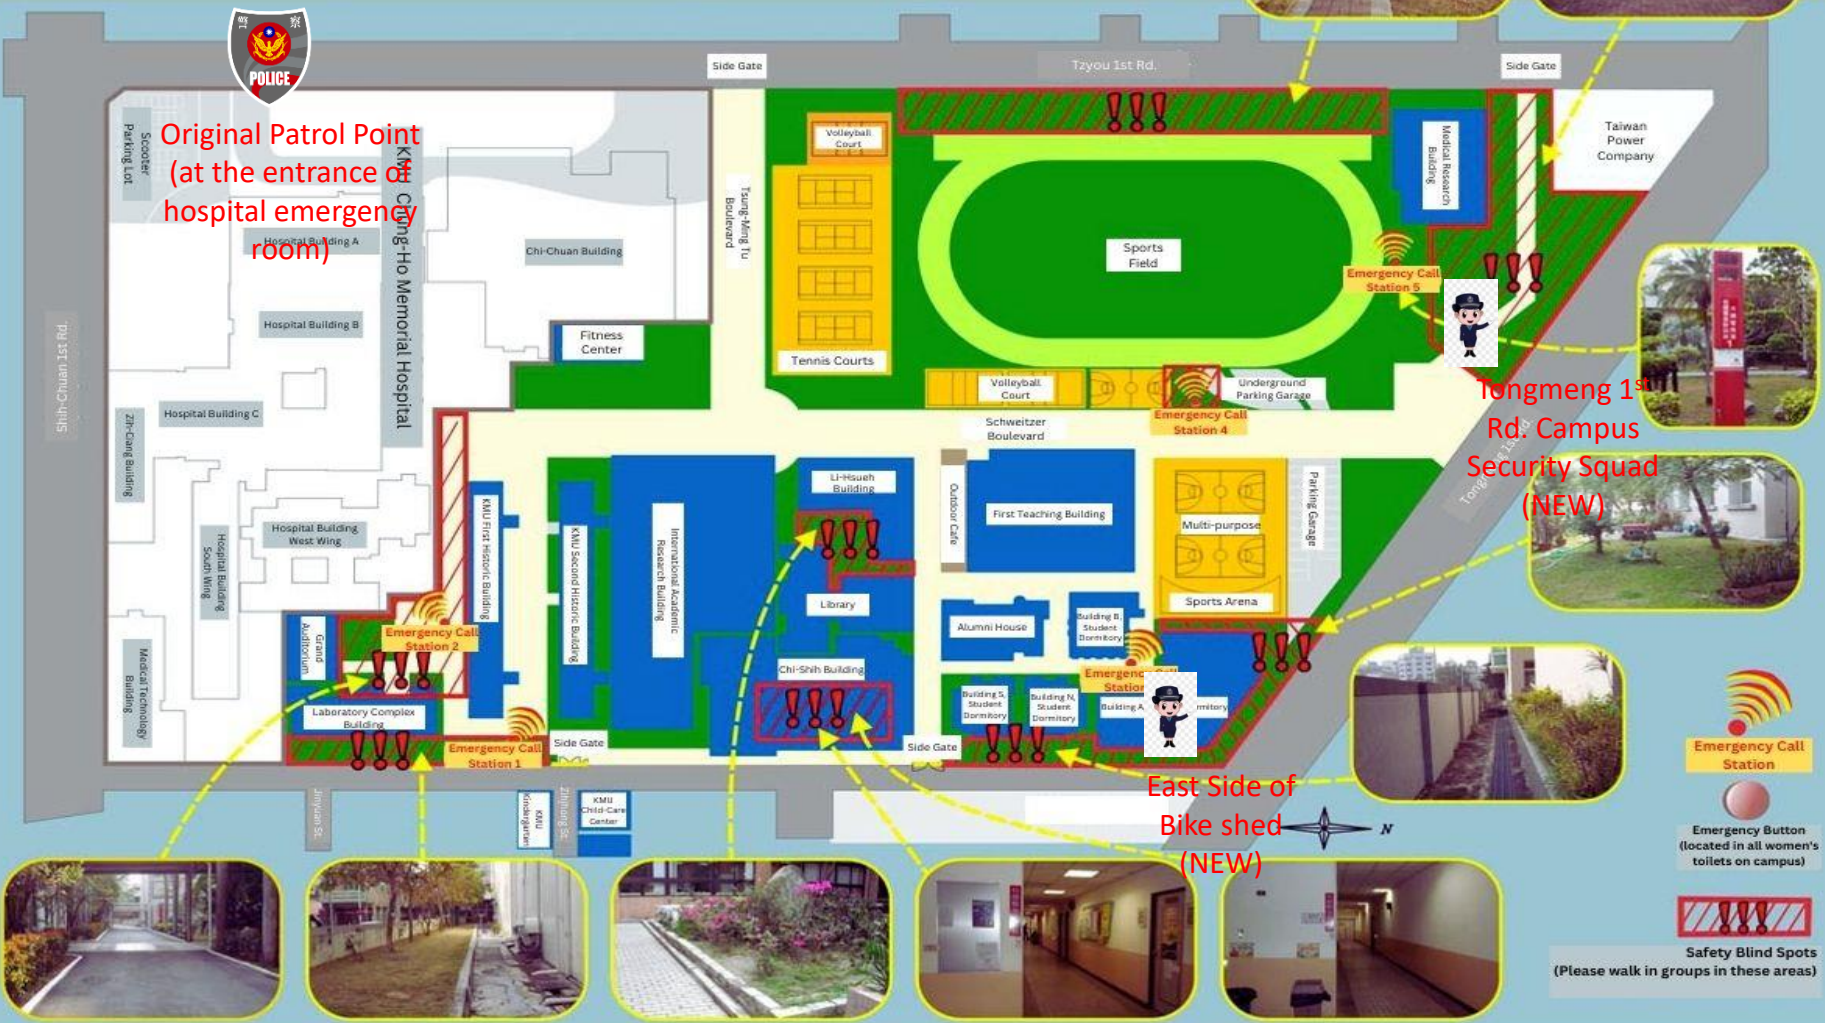 POLICE
Original Patrol Point
(at the entrance of
hospital emergency
room)
Side Gate
Tzyou 1st Rd.
Side Gate
Scooter
Parking Lot
KMU Chung-Ho Memorial Hospital
Hospital Building A
Chi-Chuan Building
Hospital Building B
Fitness
Center
Hospital Building C
Shih-Chuan 1st Rd.
Zih-Ciang Building
Hospital Building
West Wing
Hospital Building
South Wing
Medical Technology
Building
Grand
Auditorium
Laboratory Complex
Building
Tsung-Ming Tu
Boulevard
Volleyball
Court
Tennis Courts
Sports
Field
Medical Research
Building
Taiwan
Power
Company
Emergency Call
Station 5
Volleyball
Court
Underground
Parking Garage
Emergency Call
Station 4
Schweitzer
Boulevard
Tongmeng 1st
Rd. Campus
Security Squad
(NEW)
KMU First Historic Building
KMU Second Historic Building
International Academic
Research Building
Li-Hsueh
Building
Library
Chi-Shih Building
Outdoor Cafe
First Teaching Building
Multi-purpose
Sports Arena
Parking Garage
Alumni House
Building B,
Student
Dormitory
Building S,
Student
Dormitory
Building N,
Student
Dormitory
Building A
Emergency Call
Station
Emergency Call
Station 2
Emergency Call
Station 1
Side Gate
Side Gate
East Side of
Bike shed
(NEW)
Jinyuan St.
KMU
Kindergarten
KMU
Child-Care
Center
N
Emergency Call
Station
Emergency Button
(located in all women's
toilets on campus)
Safety Blind Spots
(Please walk in groups in these areas)